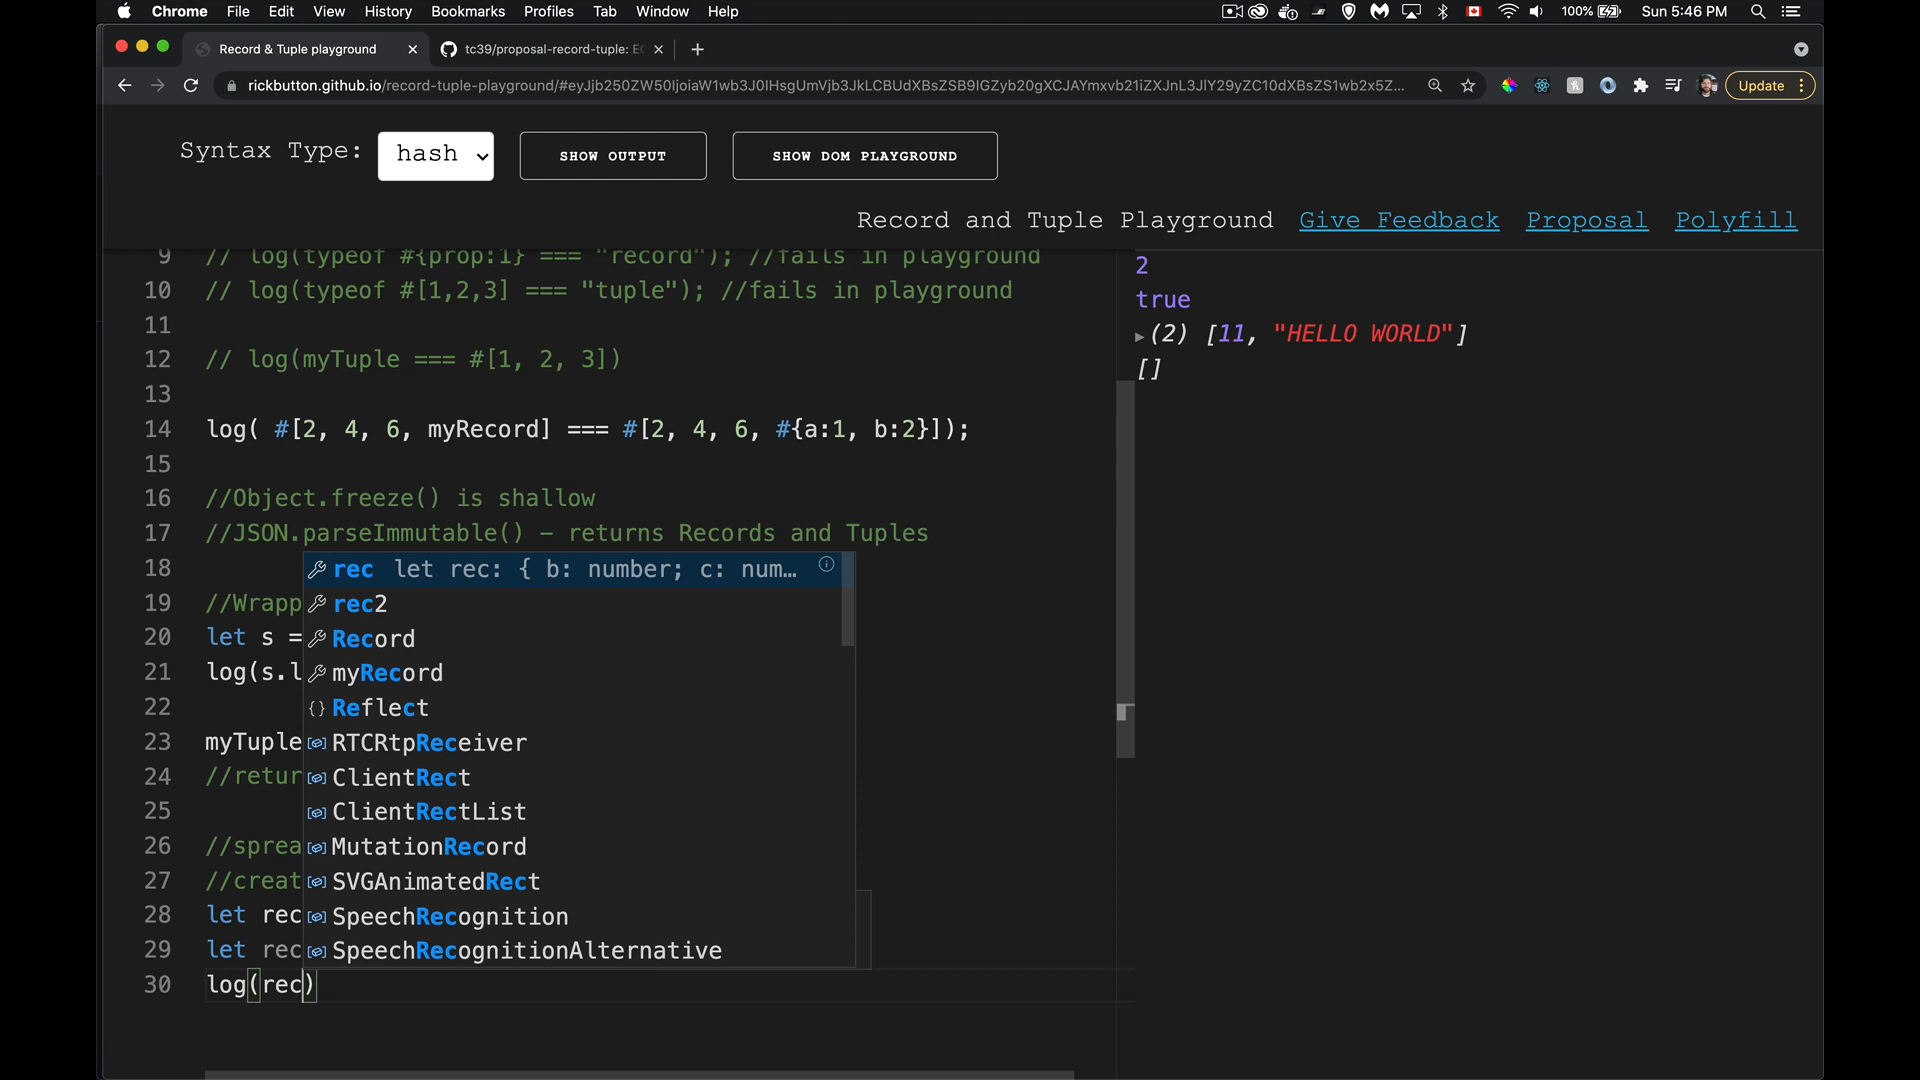 Chrome File Edit View History Bookmarks Profiles Tab Window Help 100% Sun 5:46 PM
Record & Tuple playground tc39/proposal-record-tuple: EC
rickbutton.github.io/record-tuple-playground/#eyJjb250ZW50IjoiaW1wb3J0IHsgUmVjb3JkLCBUdXBsZSB9IGZyb20gXCJAYmxvb21iZXJnL3JlY29yZC10dXBsZS1wb2x5Z... Update
Syntax Type: hash SHOW OUTPUT SHOW DOM PLAYGROUND
Record and Tuple Playground Give Feedback Proposal Polyfill
9 // log(typeof #{prop:1} === "record"); //fails in playground
10 // log(typeof #[1,2,3] === "tuple"); //fails in playground
11
12 // log(myTuple === #[1, 2, 3])
13
14 log( #[2, 4, 6, myRecord] === #[2, 4, 6, #{a:1, b:2}]);
15
16 //Object.freeze() is shallow
17 //JSON.parseImmutable() - returns Records and Tuples
18
19 //Wrapp
20 let s =
21 log(s.l
22
23 myTuple
24 //retur
25
26 //sprea
27 //creat
28 let rec
29 let rec
30 log(rec)
rec let rec: { b: number; c: num...
rec2
Record
myRecord
Reflect
RTCRtpReceiver
ClientRect
ClientRectList
MutationRecord
SVGAnimatedRect
SpeechRecognition
SpeechRecognitionAlternative
2
true
(2) [11, "HELLO WORLD"]
[]